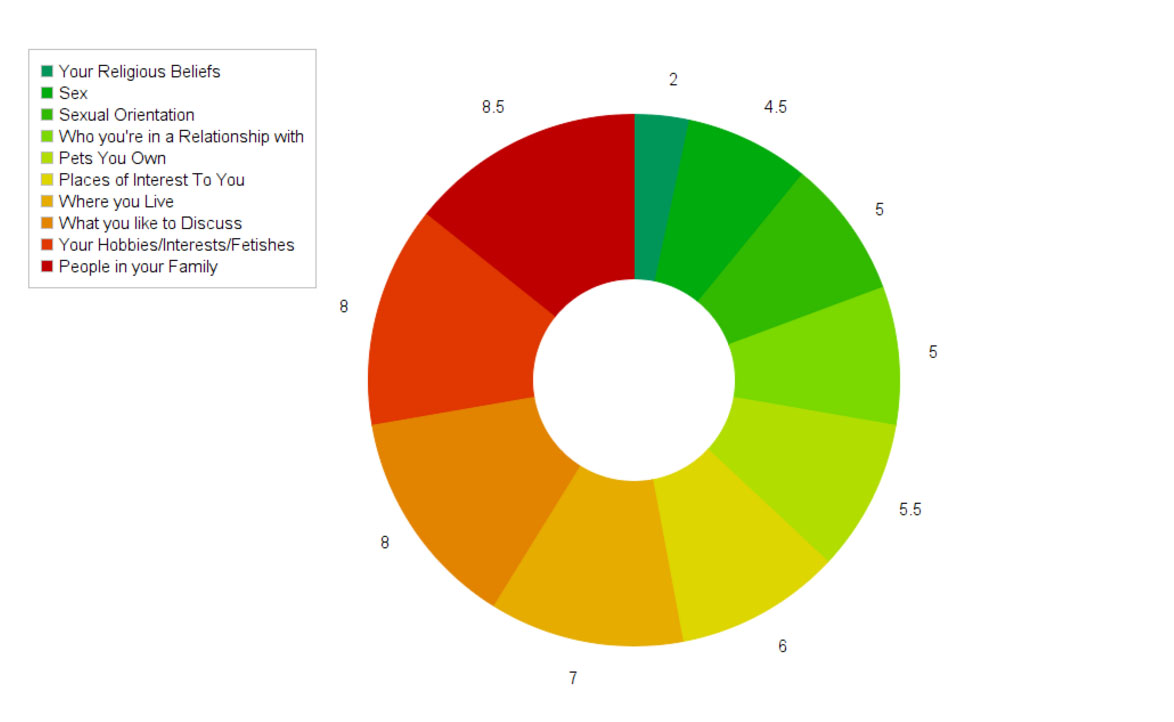 Your Religious Beliefs
Sex
Sexual Orientation
Who you're in a Relationship with
Pets You Own
Places of Interest To You
Where you Live
What you like to Discuss
Your Hobbies/Interests/Fetishes
People in your Family
2
4.5
5
5
5.5
6
7
8
8
8.5